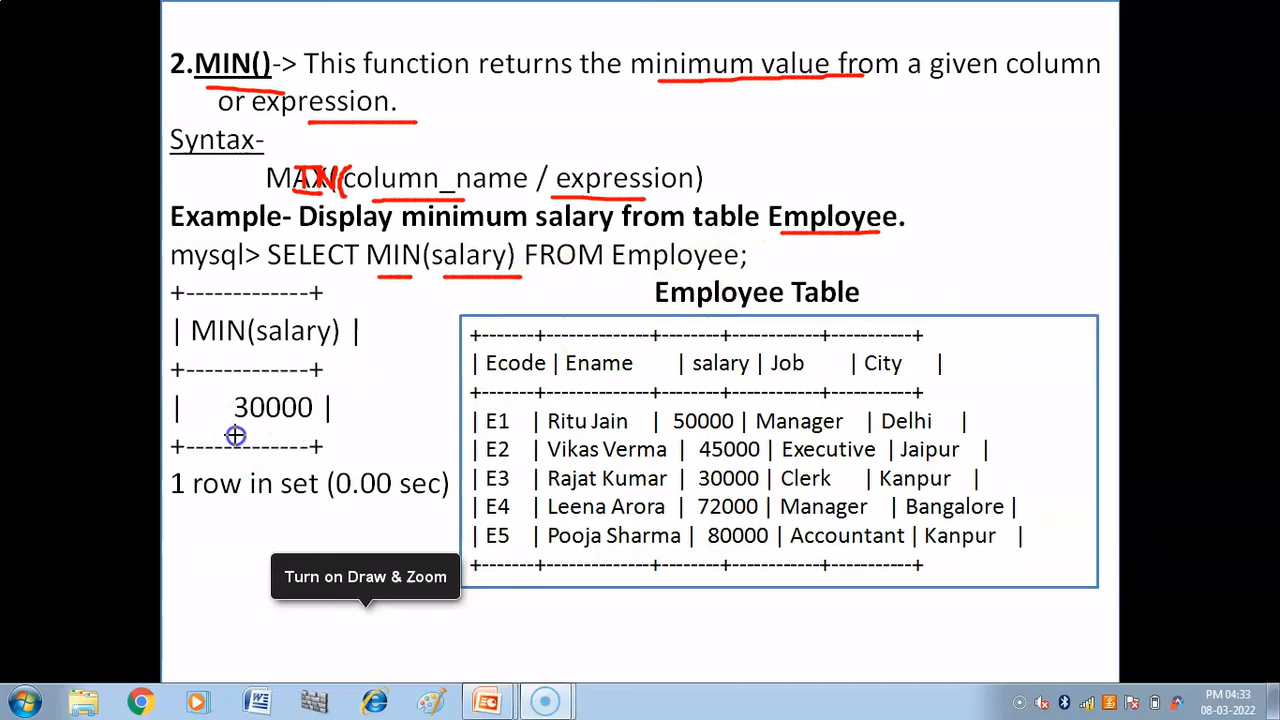 2.MIN()-> This function returns the minimum value from a given column
or expression.
Syntax-
MAX(column_name / expression)
IN(
Example- Display minimum salary from table Employee.
mysql> SELECT MIN(salary) FROM Employee;
+-------------+
| MIN(salary) |
+-------------+
| 30000 |
+-------------+
1 row in set (0.00 sec)
Employee Table
+-------+-------------+--------+-----------+-----------+
| Ecode | Ename | salary | Job | City |
+-------+-------------+--------+-----------+-----------+
| E1 | Ritu Jain | 50000 | Manager | Delhi |
| E2 | Vikas Verma | 45000 | Executive | Jaipur |
| E3 | Rajat Kumar | 30000 | Clerk | Kanpur |
| E4 | Leena Arora | 72000 | Manager | Bangalore |
| E5 | Pooja Sharma | 80000 | Accountant | Kanpur |
+-------+-------------+--------+-----------+-----------+
Turn on Draw & Zoom
PM 04:33
08-03-2022